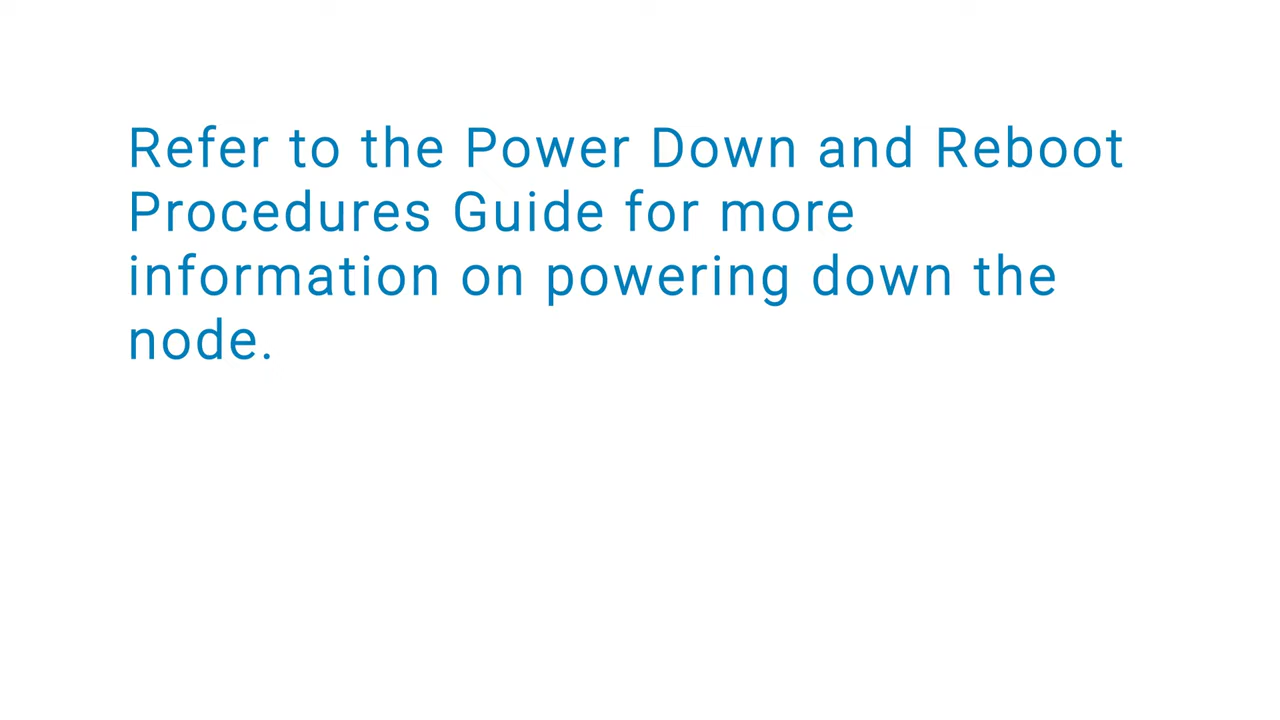 Refer to the Power Down and Reboot
Procedures Guide for more
information on powering down the
node.